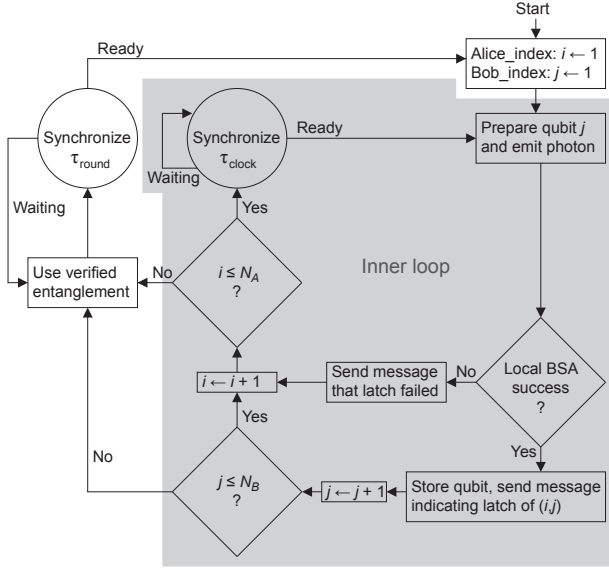 Start
Ready
Alice_index: i ← 1
Bob_index: j ← 1
Synchronize
τround
Synchronize
τclock
Ready
Prepare qubit j
and emit photon
Waiting
Waiting
Yes
Use verified
entanglement
No
i ≤ NA
?
Inner loop
i ← i + 1
Send message
that latch failed
No
Local BSA
success
?
Yes
Yes
No
j ≤ NB
?
j ← j + 1
Store qubit, send message
indicating latch of (i,j)